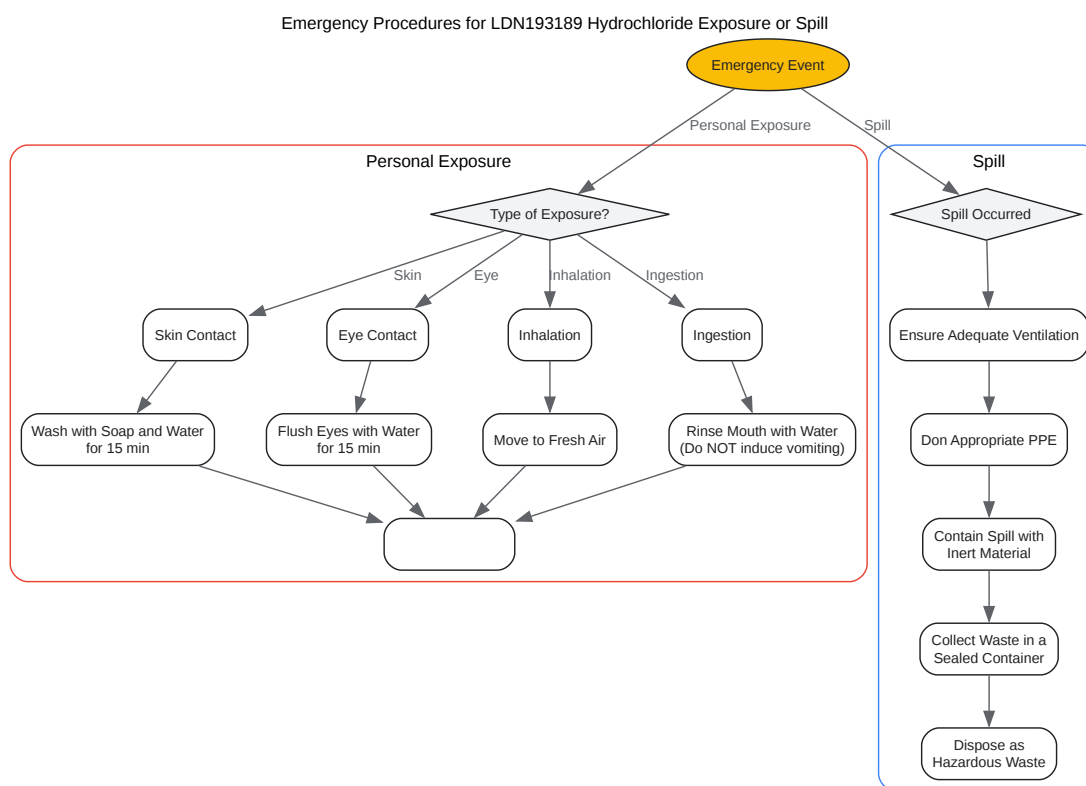 Emergency Procedures for LDN193189 Hydrochloride Exposure or Spill
Emergency Event
Personal Exposure
Spill
Personal Exposure
Spill
Type of Exposure?
Spill Occurred
Skin
Eye
Inhalation
Ingestion
Skin Contact
Eye Contact
Inhalation
Ingestion
Ensure Adequate Ventilation
Wash with Soap and Water
for 15 min
Flush Eyes with Water
for 15 min
Move to Fresh Air
Rinse Mouth with Water
(Do NOT induce vomiting)
Don Appropriate PPE
Contain Spill with
Inert Material
Collect Waste in a
Sealed Container
Dispose as
Hazardous Waste